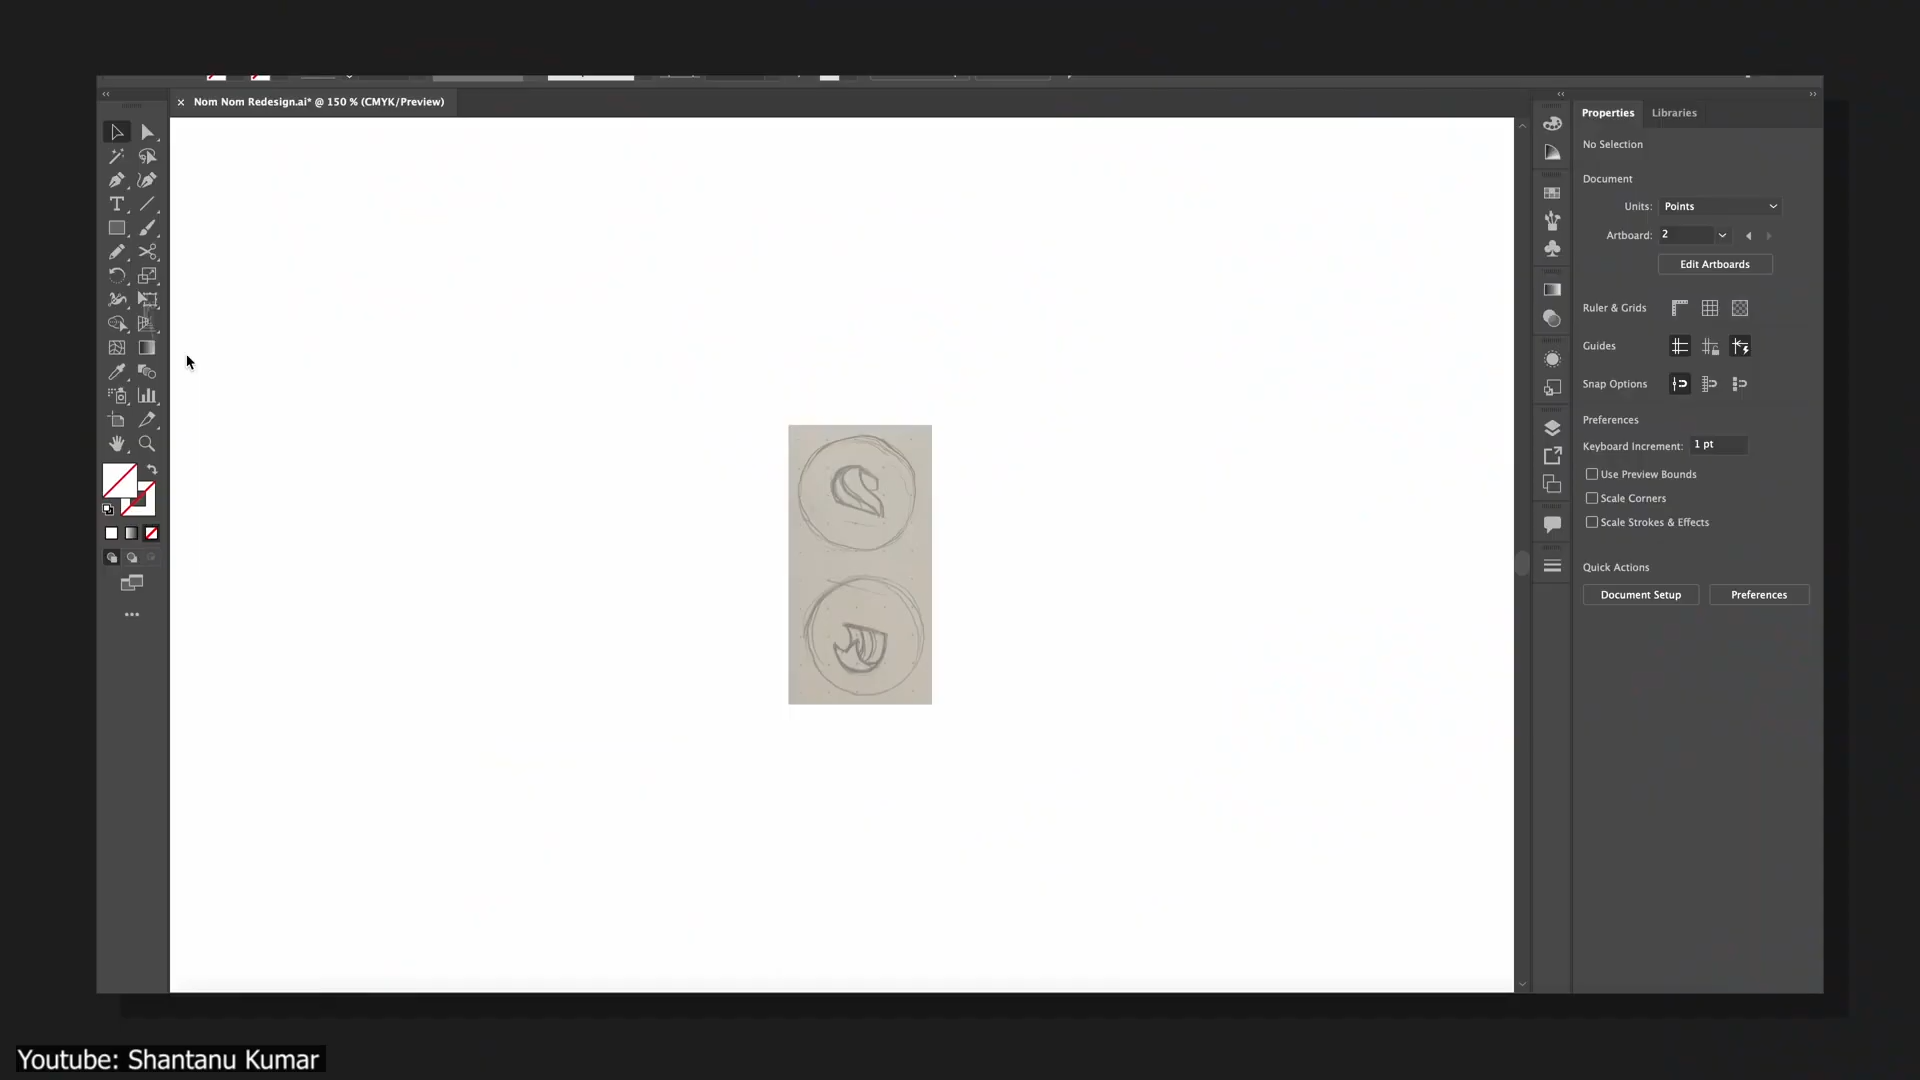 Nom Nom Redesign.ai* @ 150 % (CMYK/Preview)
Properties
Libraries
No Selection
Document
Units: Points
Artboard: 2
Edit Artboards
Ruler & Grids
Guides
Snap Options
Preferences
Keyboard Increment: 1 pt
Use Preview Bounds
Scale Corners
Scale Strokes & Effects
Quick Actions
Document Setup
Preferences
Youtube: Shantanu Kumar